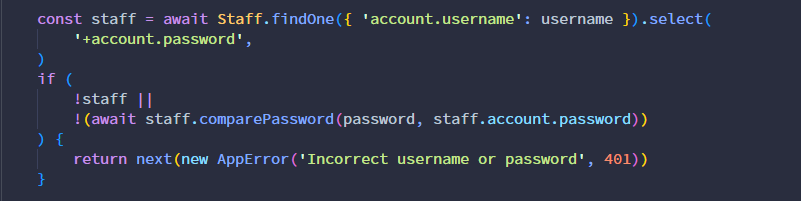 const staff = await Staff.findOne({ 'account.username': username }).select(
    '+account.password',
)
if (
    !staff ||
    !(await staff.comparePassword(password, staff.account.password))
) {
    return next(new AppError('Incorrect username or password', 401))
}